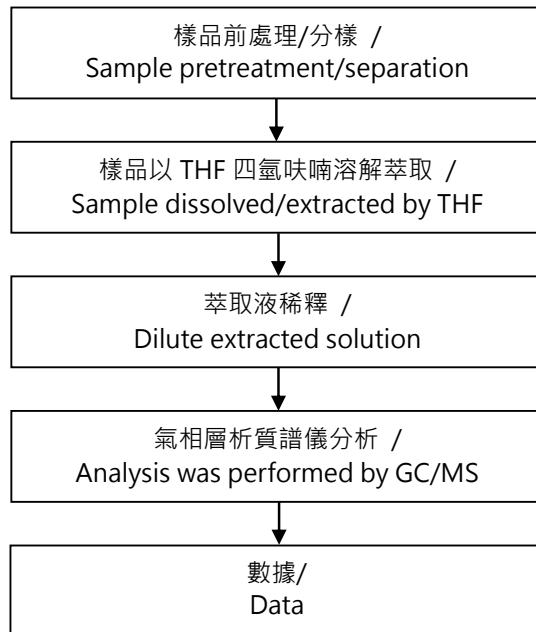 樣品前處理/分樣 /
Sample pretreatment/separation
樣品以 THF 四氫呋喃溶解萃取 /
Sample dissolved/extracted by THF
萃取液稀釋 /
Dilute extracted solution
氣相層析質譜儀分析 /
Analysis was performed by GC/MS
數據/
Data